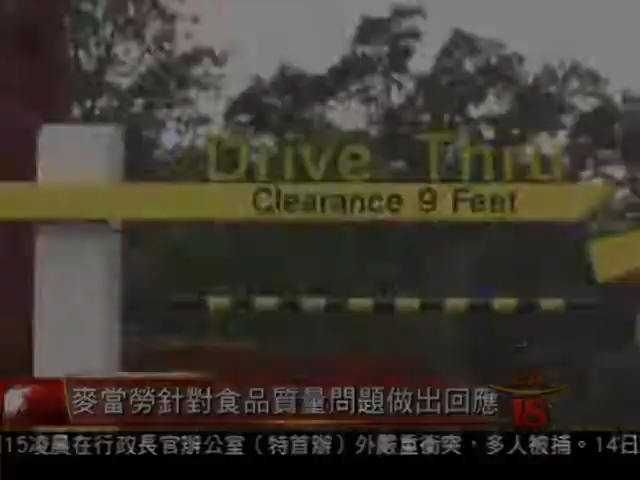 Drive Thru
Clearance 9 Feet
麥當勞針對食品質量問題做出回應
18
15凌晨在行政長官辦公室（特首辦）外嚴重衝突，多人被捕。14日